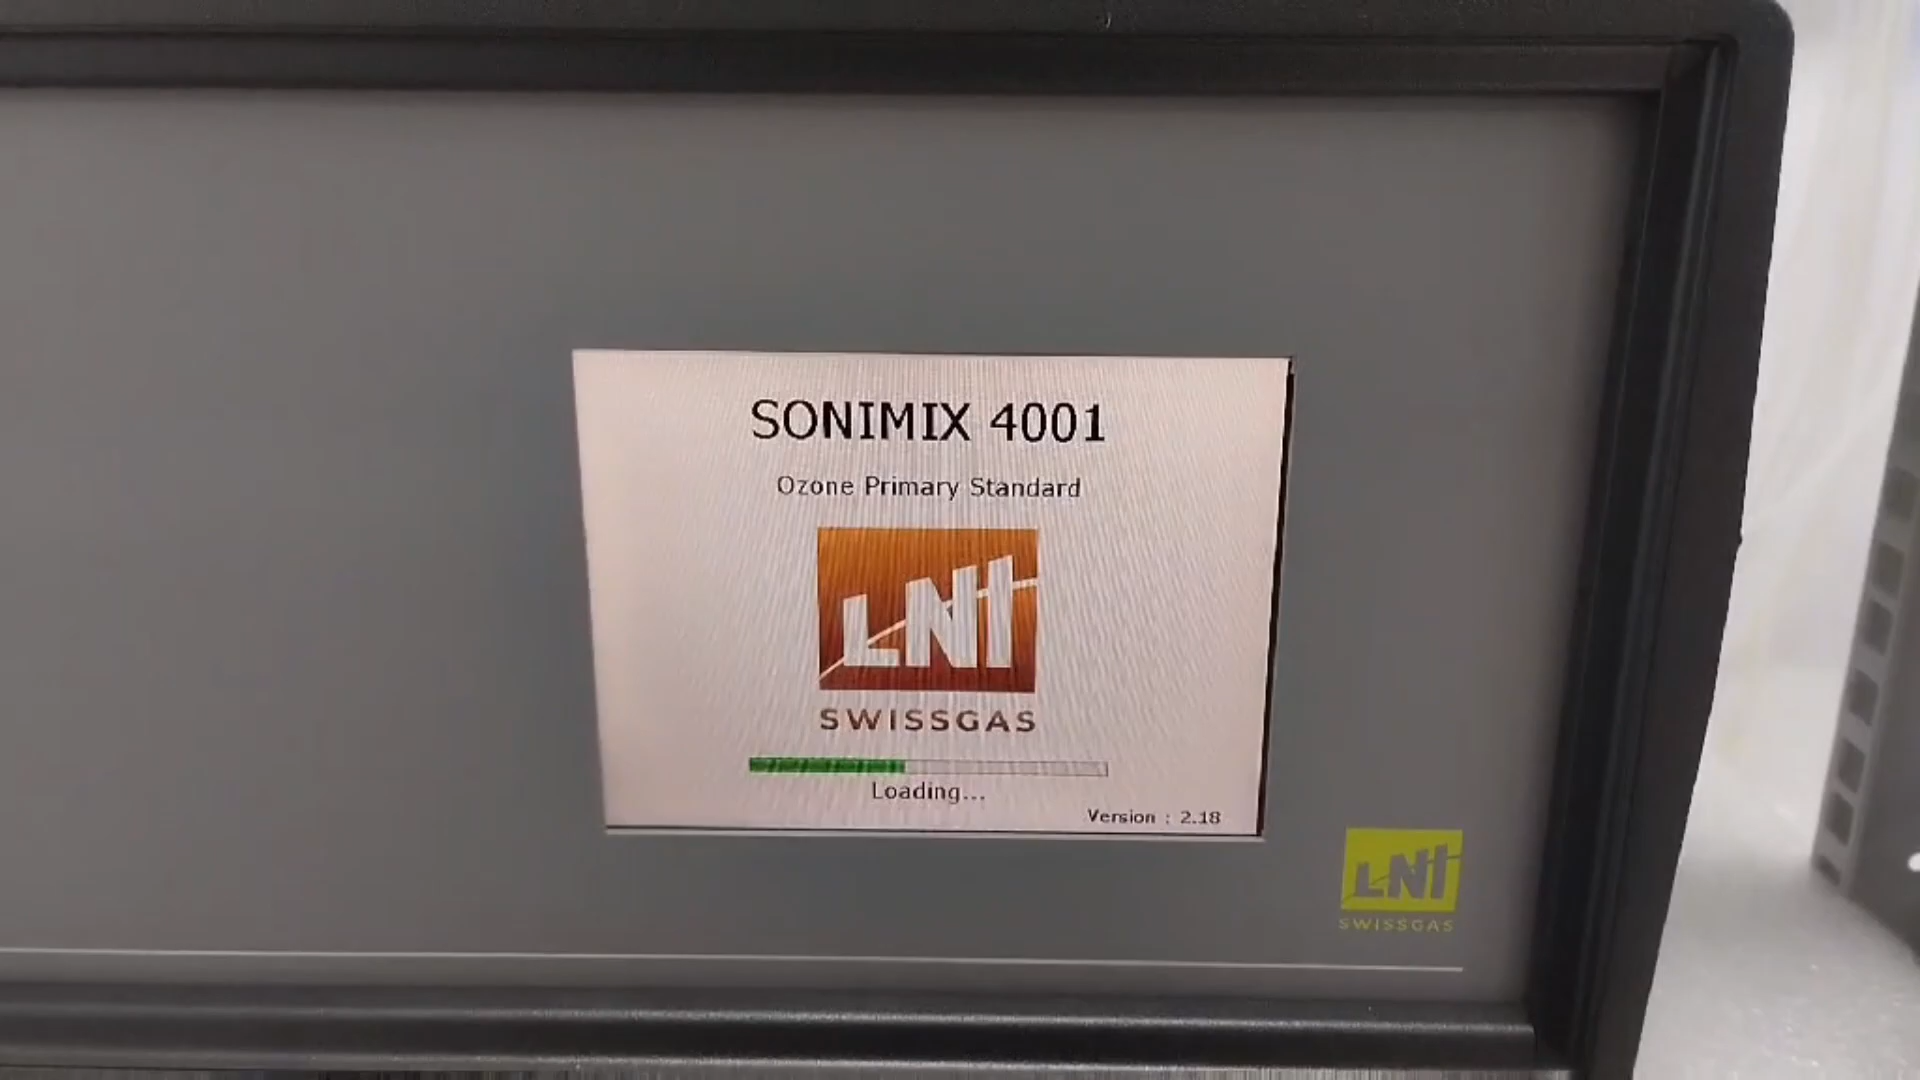 SONIMIX 4001
Ozone Primary Standard
LNI
SWISSGAS
Loading...
Version : 2.18
LNI
SWISSGAS